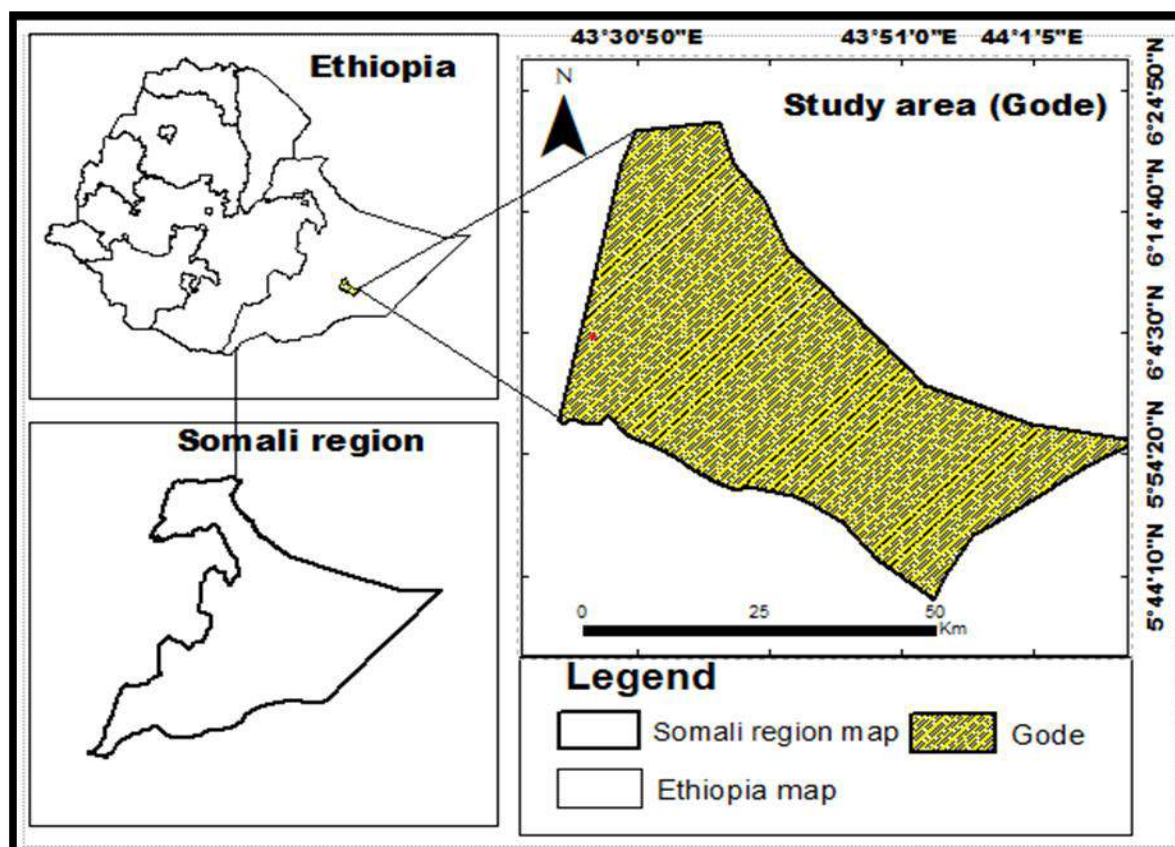 Ethiopia
Somali region
43°30'50"E 43°51'0"E 44°1'5"E
N
Study area (Gode)
6°24'50"N
6°14'40"N
6°4'30"N
5°54'20"N
5°44'10"N
0 25 50
Km
Legend
Somali region map Gode
Ethiopia map